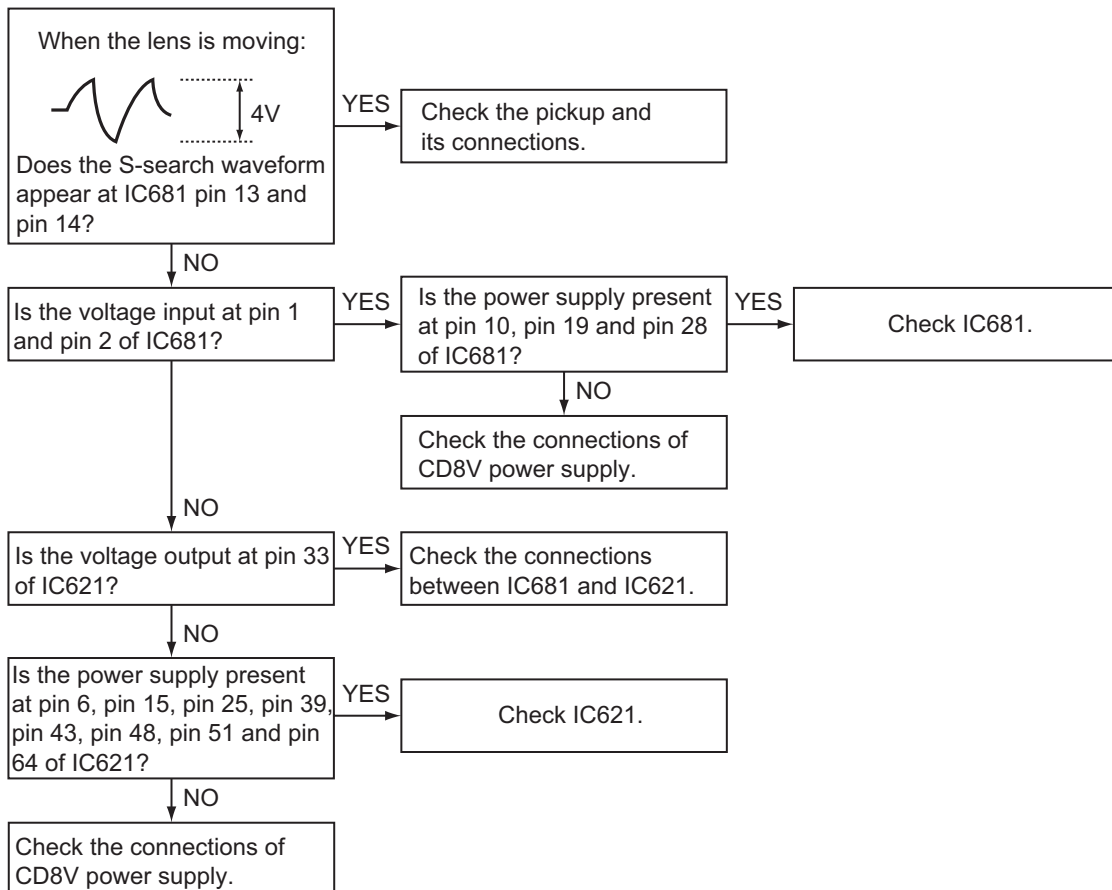 When the lens is moving:
4V
Does the S-search waveform
appear at IC681 pin 13 and
pin 14?
YES
Check the pickup and
its connections.
NO
Is the voltage input at pin 1
and pin 2 of IC681?
YES
Is the power supply present
at pin 10, pin 19 and pin 28
of IC681?
YES
Check IC681.
NO
Check the connections of
CD8V power supply.
NO
Is the voltage output at pin 33
of IC621?
YES
Check the connections
between IC681 and IC621.
NO
Is the power supply present
at pin 6, pin 15, pin 25, pin 39,
pin 43, pin 48, pin 51 and pin
64 of IC621?
YES
Check IC621.
NO
Check the connections of
CD8V power supply.